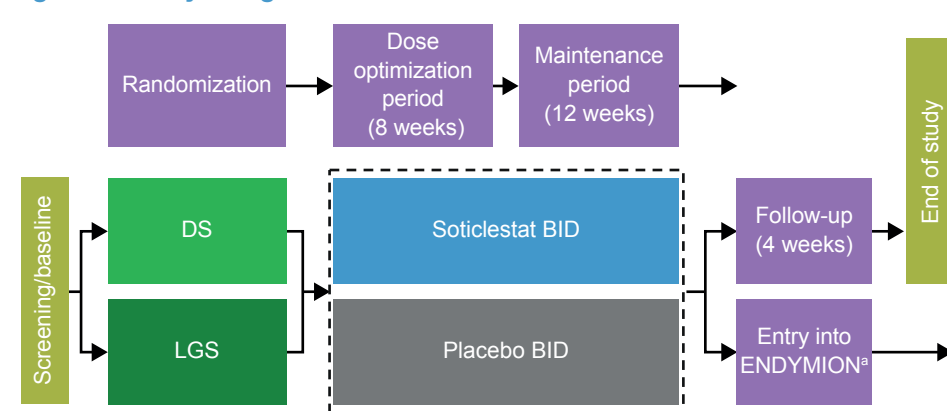 Randomization
Dose
optimization
period
(8 weeks)
Maintenance
period
(12 weeks)
End of study
Screening/baseline
DS
LGS
Soticlestat BID
Placebo BID
Follow-up
(4 weeks)
Entry into
ENDYMIONᵃ